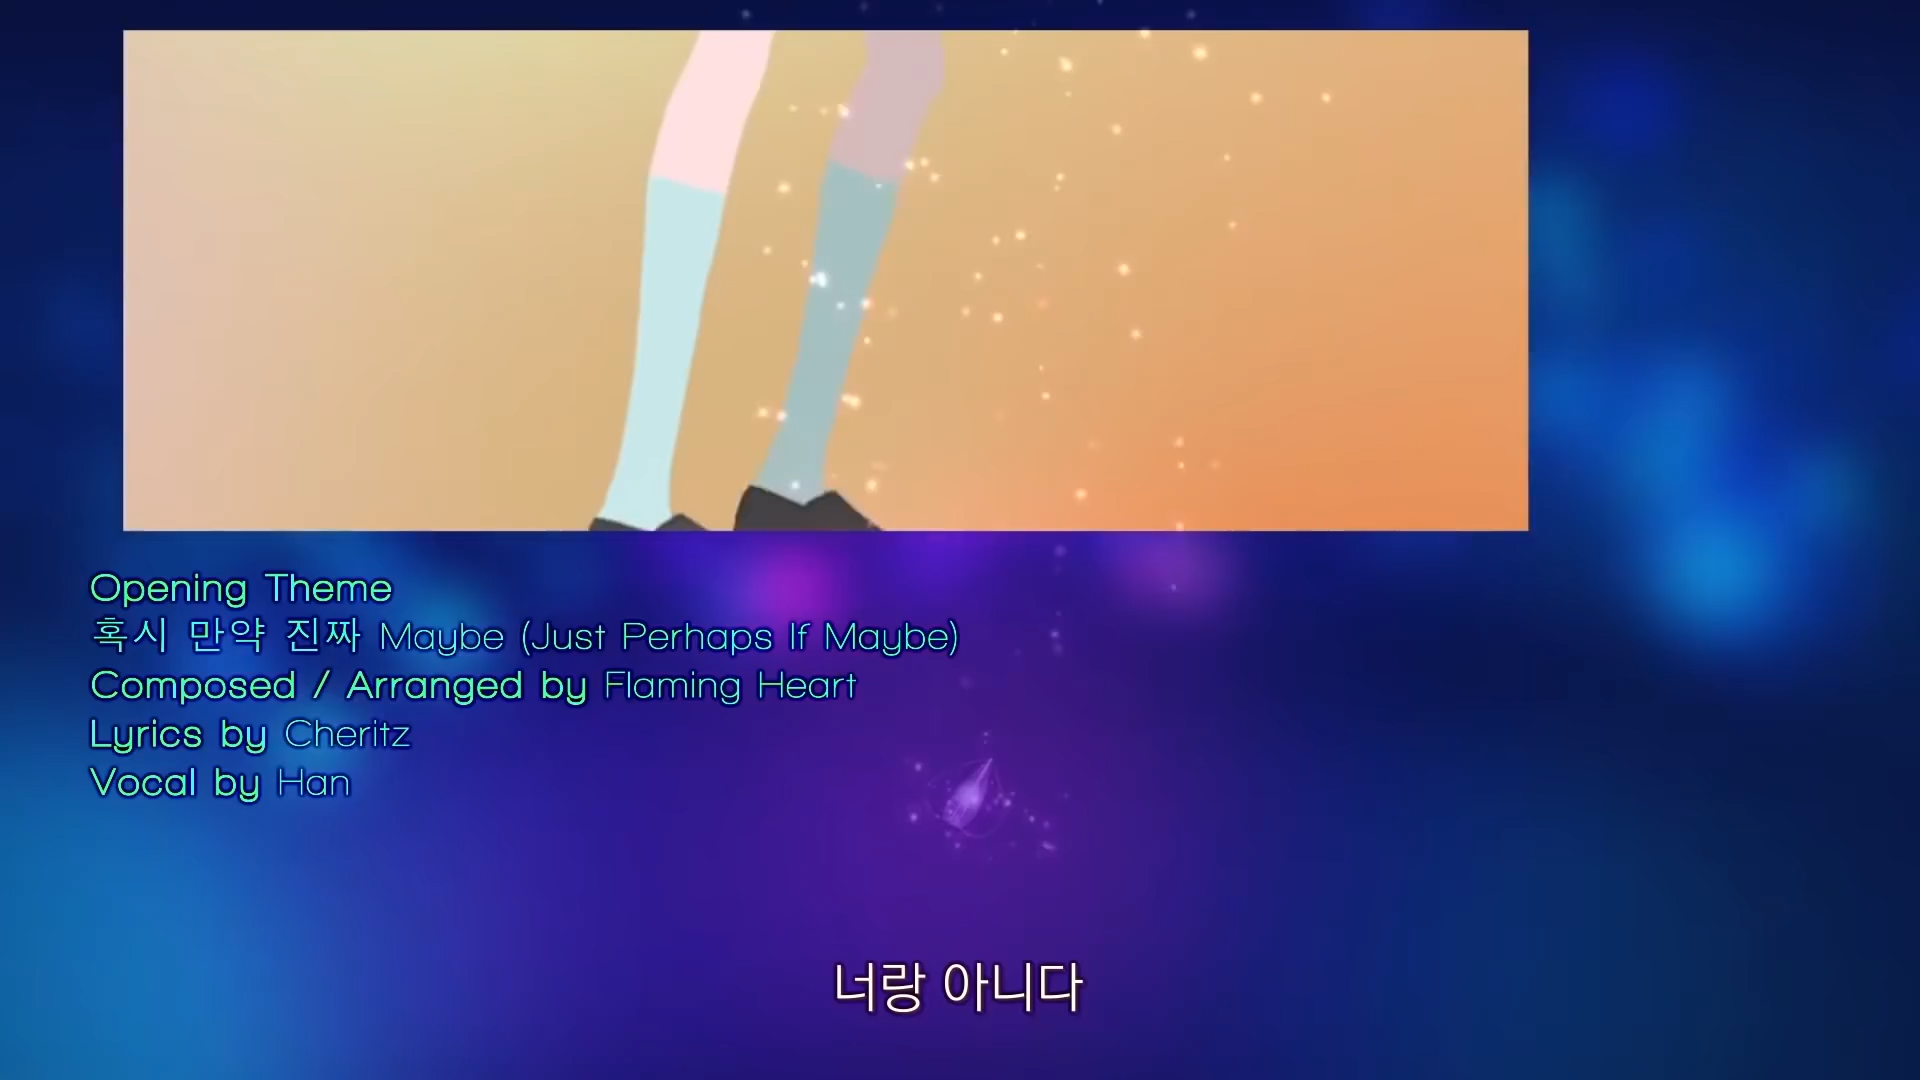 Opening Theme
혹시 만약 진짜 Maybe (Just Perhaps If Maybe)
Composed / Arranged by Flaming Heart
Lyrics by Cheritz
Vocal by Han
너랑 아니다